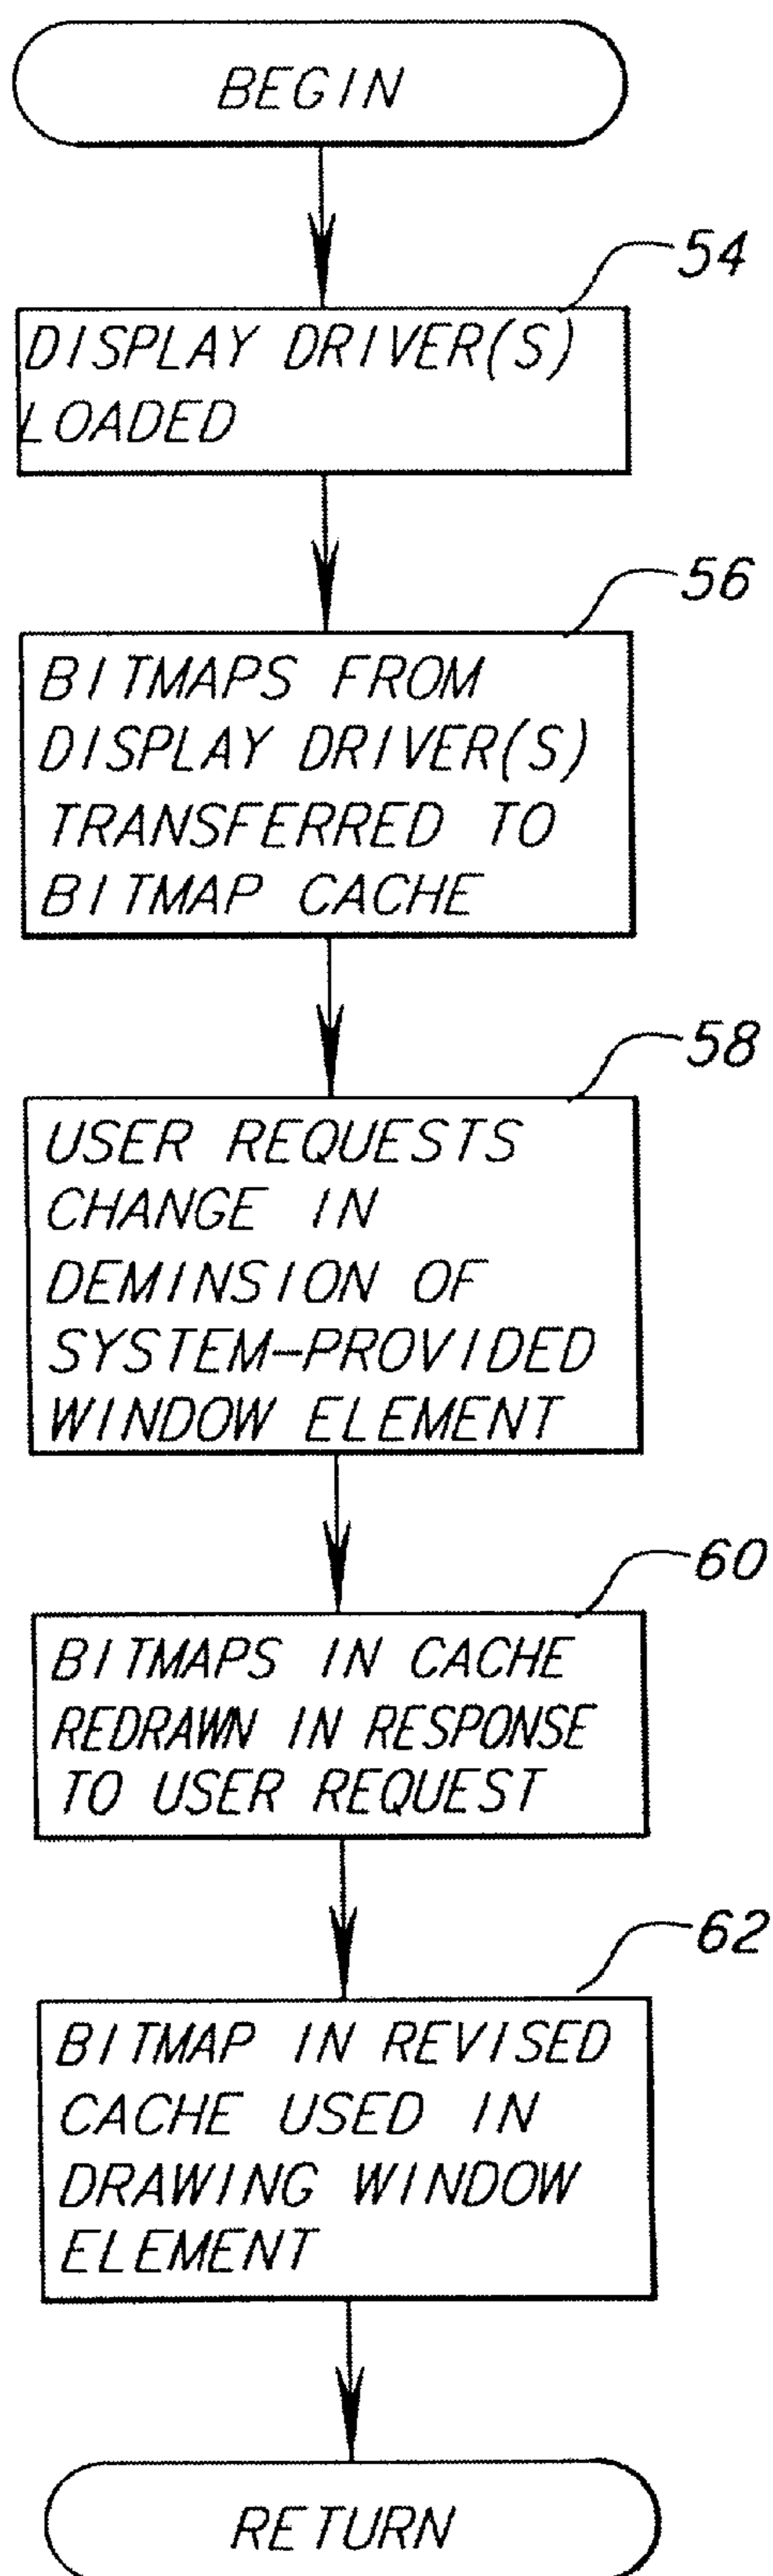 BEGIN
54
DISPLAY DRIVER(S)
LOADED
56
BITMAPS FROM
DISPLAY DRIVER(S)
TRANSFERRED TO
BITMAP CACHE
58
USER REQUESTS
CHANGE IN
DEMINSION OF
SYSTEM-PROVIDED
WINDOW ELEMENT
60
BITMAPS IN CACHE
REDRAWN IN RESPONSE
TO USER REQUEST
62
BITMAP IN REVISED
CACHE USED IN
DRAWING WINDOW
ELEMENT
RETURN